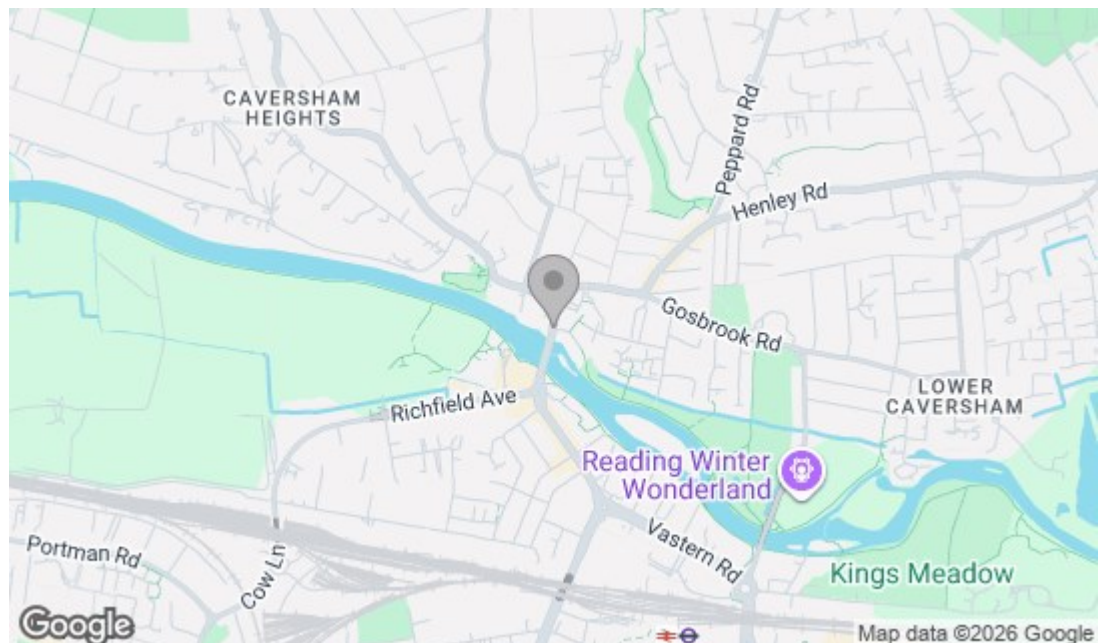 CAVERSHAM
HEIGHTS
Peppard Rd
Henley Rd
Gosbrook Rd
LOWER
CAVERSHAM
Richfield Ave
Reading Winter
Wonderland
Vastern Rd
Portman Rd
Cow Ln
Kings Meadow
Google
Map data ©2026 Google